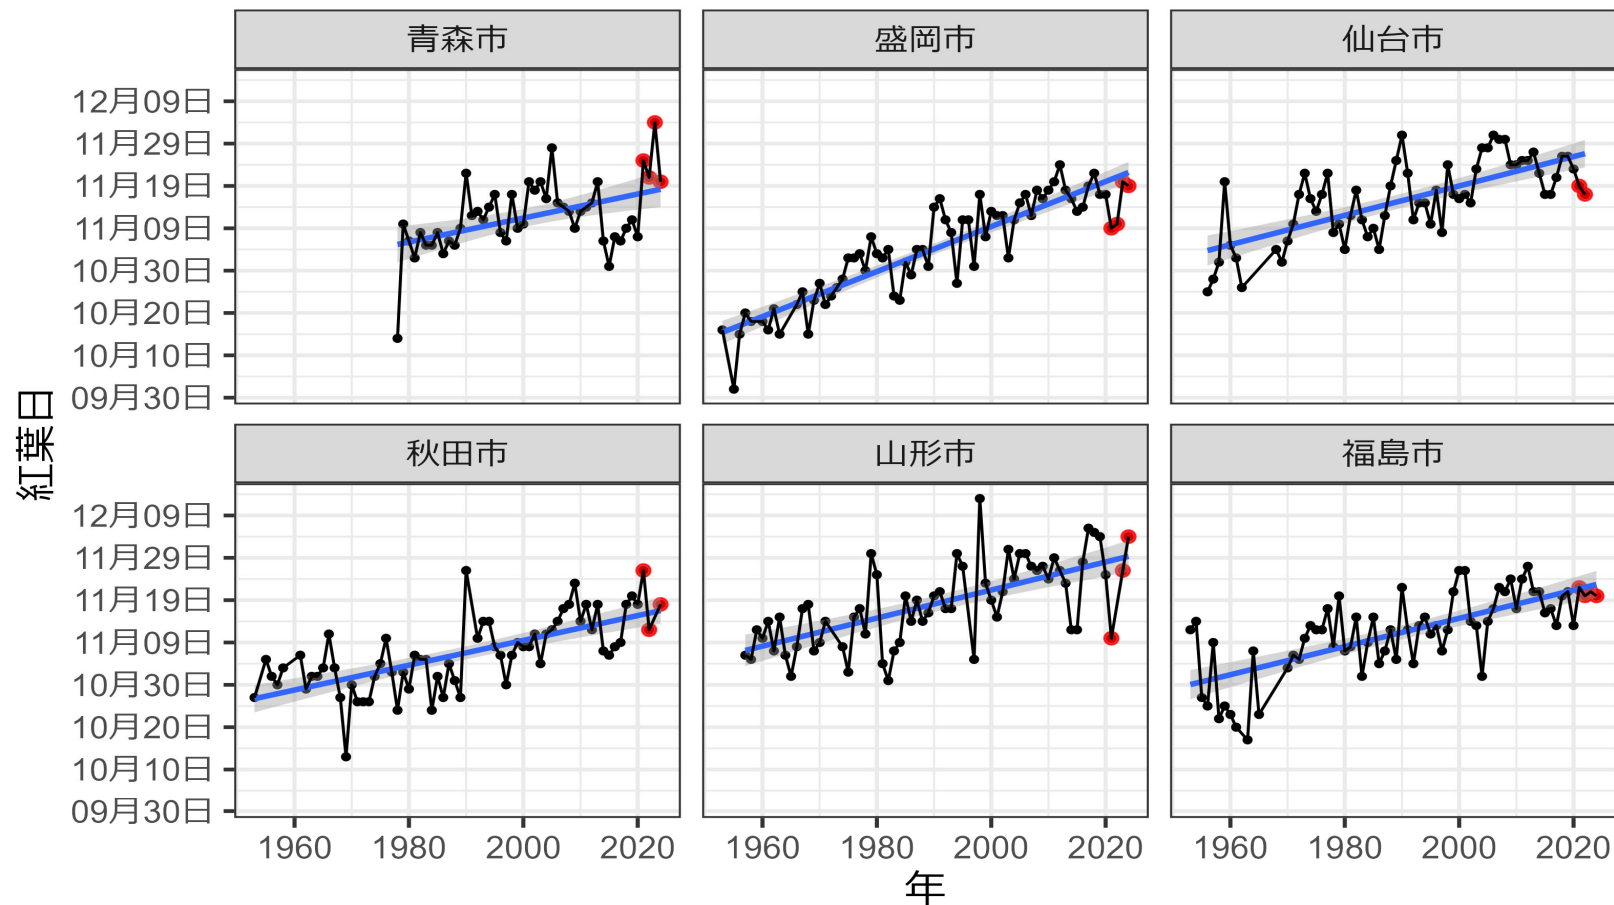 青森市 盛岡市 仙台市
12月09日
11月29日
11月19日
11月09日
10月30日
10月20日
10月10日
09月30日
紅葉日
秋田市 山形市 福島市
12月09日
11月29日
11月19日
11月09日
10月30日
10月20日
10月10日
09月30日
1960 1980 2000 2020 1960 1980 2000 2020 1960 1980 2000 2020
年